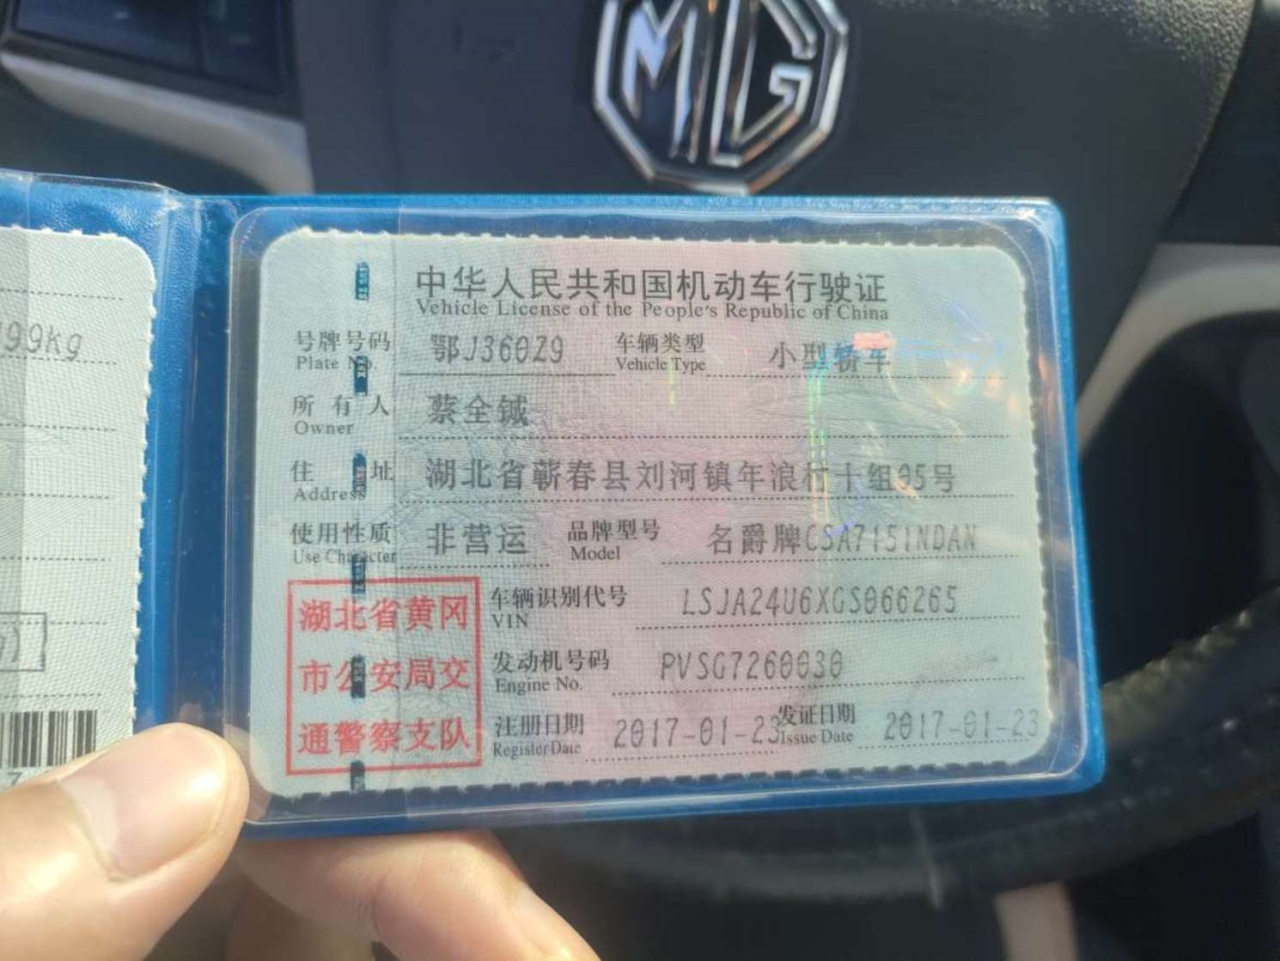 MG
中华人民共和国机动车行驶证
Vehicle License of the People's Republic of China
号牌号码 鄂J360Z9 车辆类型 小型轿车
Plate No. Vehicle Type
所有人 蔡全铖
Owner
住址 湖北省蕲春县刘河镇年浪村十组95号
Address
使用性质 非营运 品牌型号 名爵牌CSA7151NDAN
Use Character Model
车辆识别代号 LSJA24U6XGS066265
VIN
发动机号码 PVSG7260030
Engine No.
注册日期 2017-01-23 发证日期 2017-01-23
Register Date Issue Date
湖北省黄冈
市公安局交
通警察支队
99kg
7